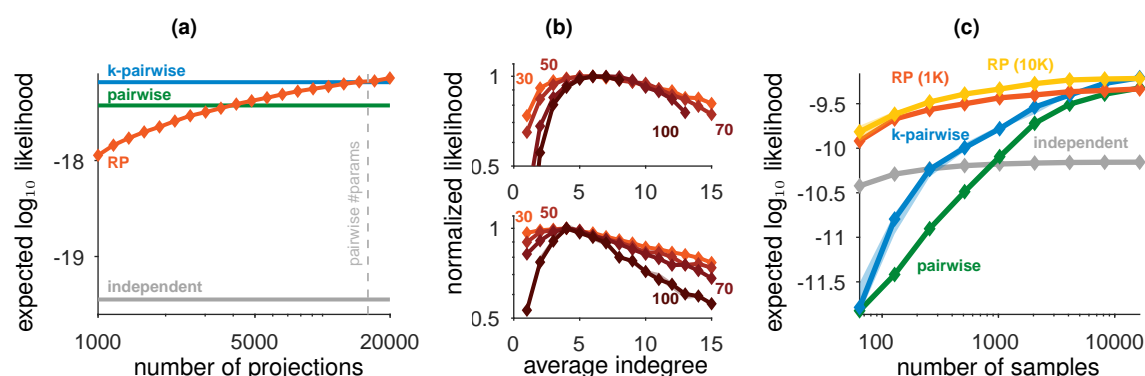 (a)
expected log10 likelihood
k-pairwise
pairwise
RP
independent
pairwise #params
-18
-19
1000
5000
20000
number of projections
(b)
normalized likelihood
30
50
100
70
1
0.5
0
5
10
15
30
50
100
70
1
0.5
0
5
10
15
average indegree
(c)
expected log10 likelihood
RP (1K)
RP (10K)
k-pairwise
independent
pairwise
-9.5
-10
-10.5
-11
-11.5
100
1000
10000
number of samples